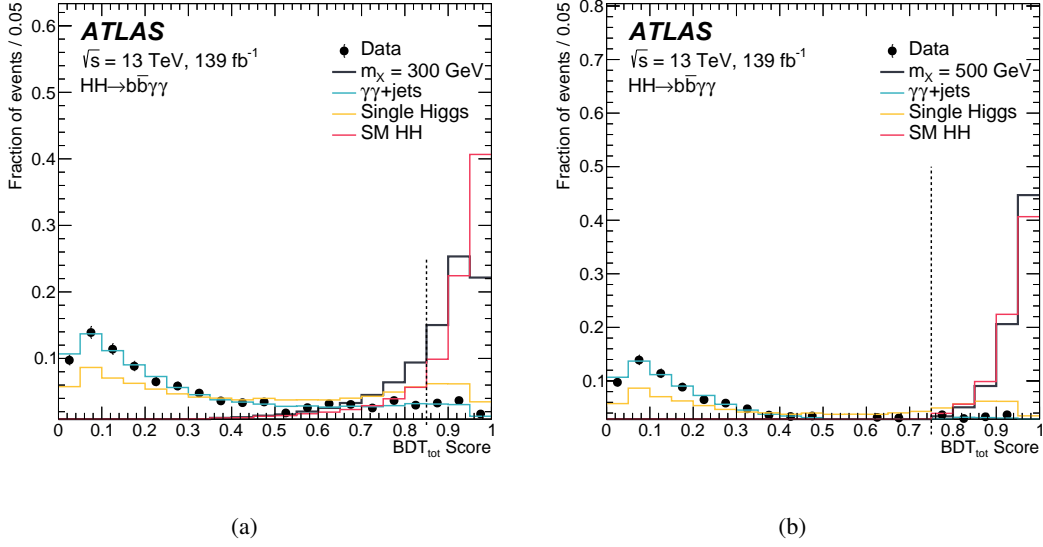 ATLAS
√s = 13 TeV, 139 fb⁻¹
HH→bb̅γγ
Data
m_X = 300 GeV
γγ+jets
Single Higgs
SM HH
Fraction of events / 0.05
0.6
0.5
0.4
0.3
0.2
0.1
0 0.1 0.2 0.3 0.4 0.5 0.6 0.7 0.8 0.9 1
BDT_tot Score
(a)
ATLAS
√s = 13 TeV, 139 fb⁻¹
HH→bb̅γγ
Data
m_X = 500 GeV
γγ+jets
Single Higgs
SM HH
Fraction of events / 0.05
0.8
0.7
0.6
0.5
0.4
0.3
0.2
0.1
0 0.1 0.2 0.3 0.4 0.5 0.6 0.7 0.8 0.9 1
BDT_tot Score
(b)